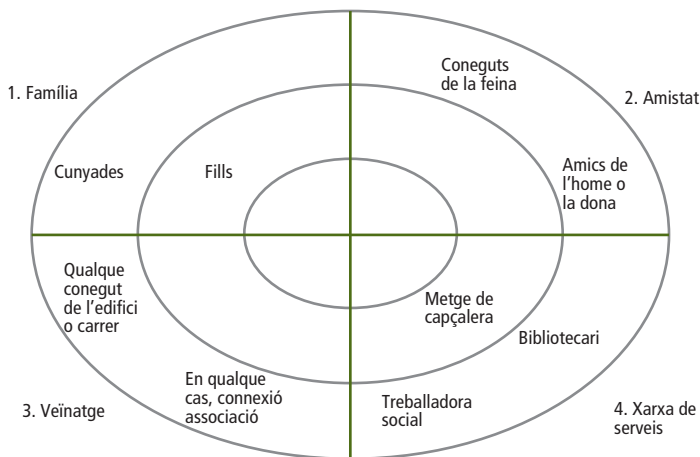 Coneguts
de la feina
1. Família
2. Amistat
Cunyades
Fills
Amics de
l'home o
la dona
Qualque
conegut
de l'edifici
o carrer
Metge de
capçalera
Bibliotecari
En qualque
cas, connexió
associació
Treballadora
social
3. Veïnatge
4. Xarxa de
serveis